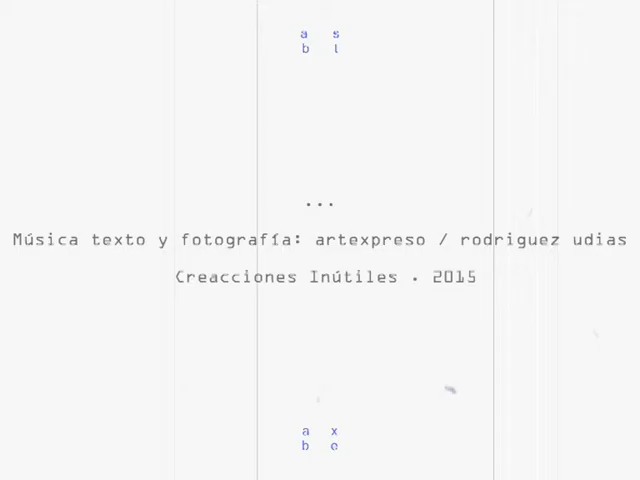 a s
b l
...
Música texto y fotografía: artexpreso / rodriguez udias
Creacciones Inútiles . 2015
a x
b e